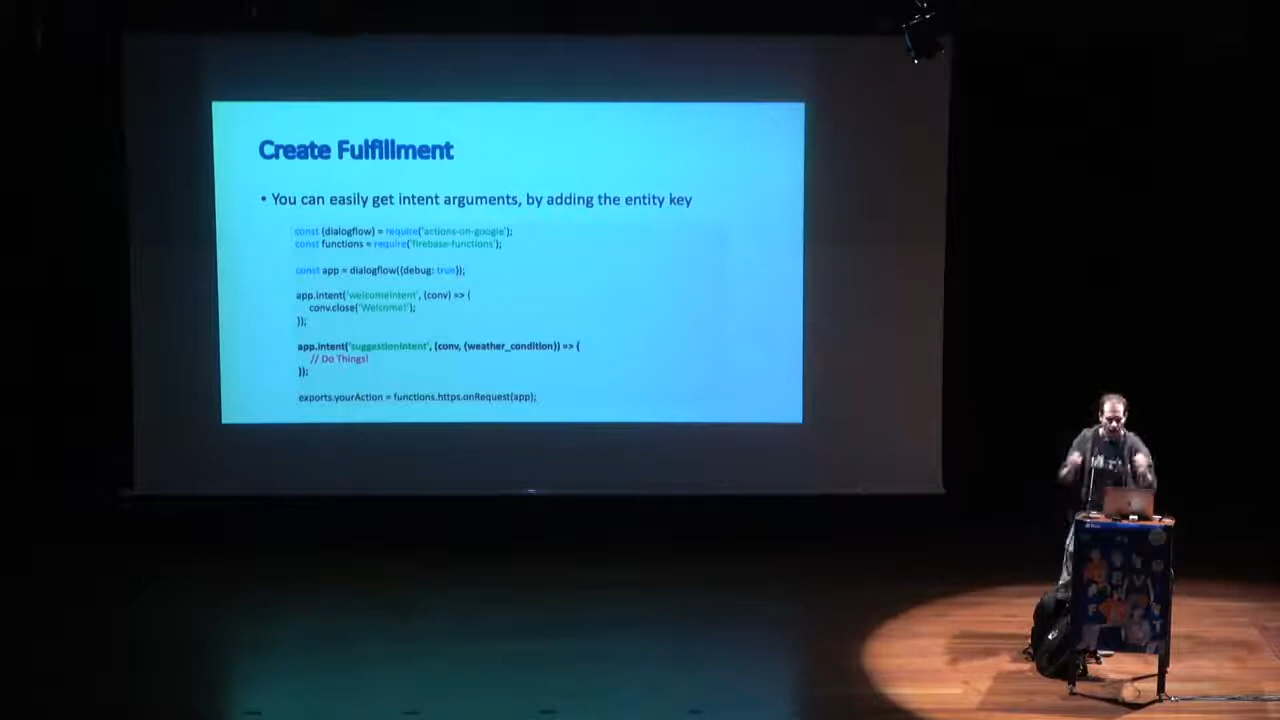 Create Fulfillment
• You can easily get intent arguments, by adding the entity key
const {dialogflow} = require('actions-on-google');
const functions = require('firebase-functions');
const app = dialogflow({debug: true});
app.intent('welcomeIntent', (conv) => {
conv.close('Welcome!');
});
app.intent('suggestionIntent', (conv, {weather_condition}) => {
// Do Things!
});
exports.yourAction = functions.https.onRequest(app);